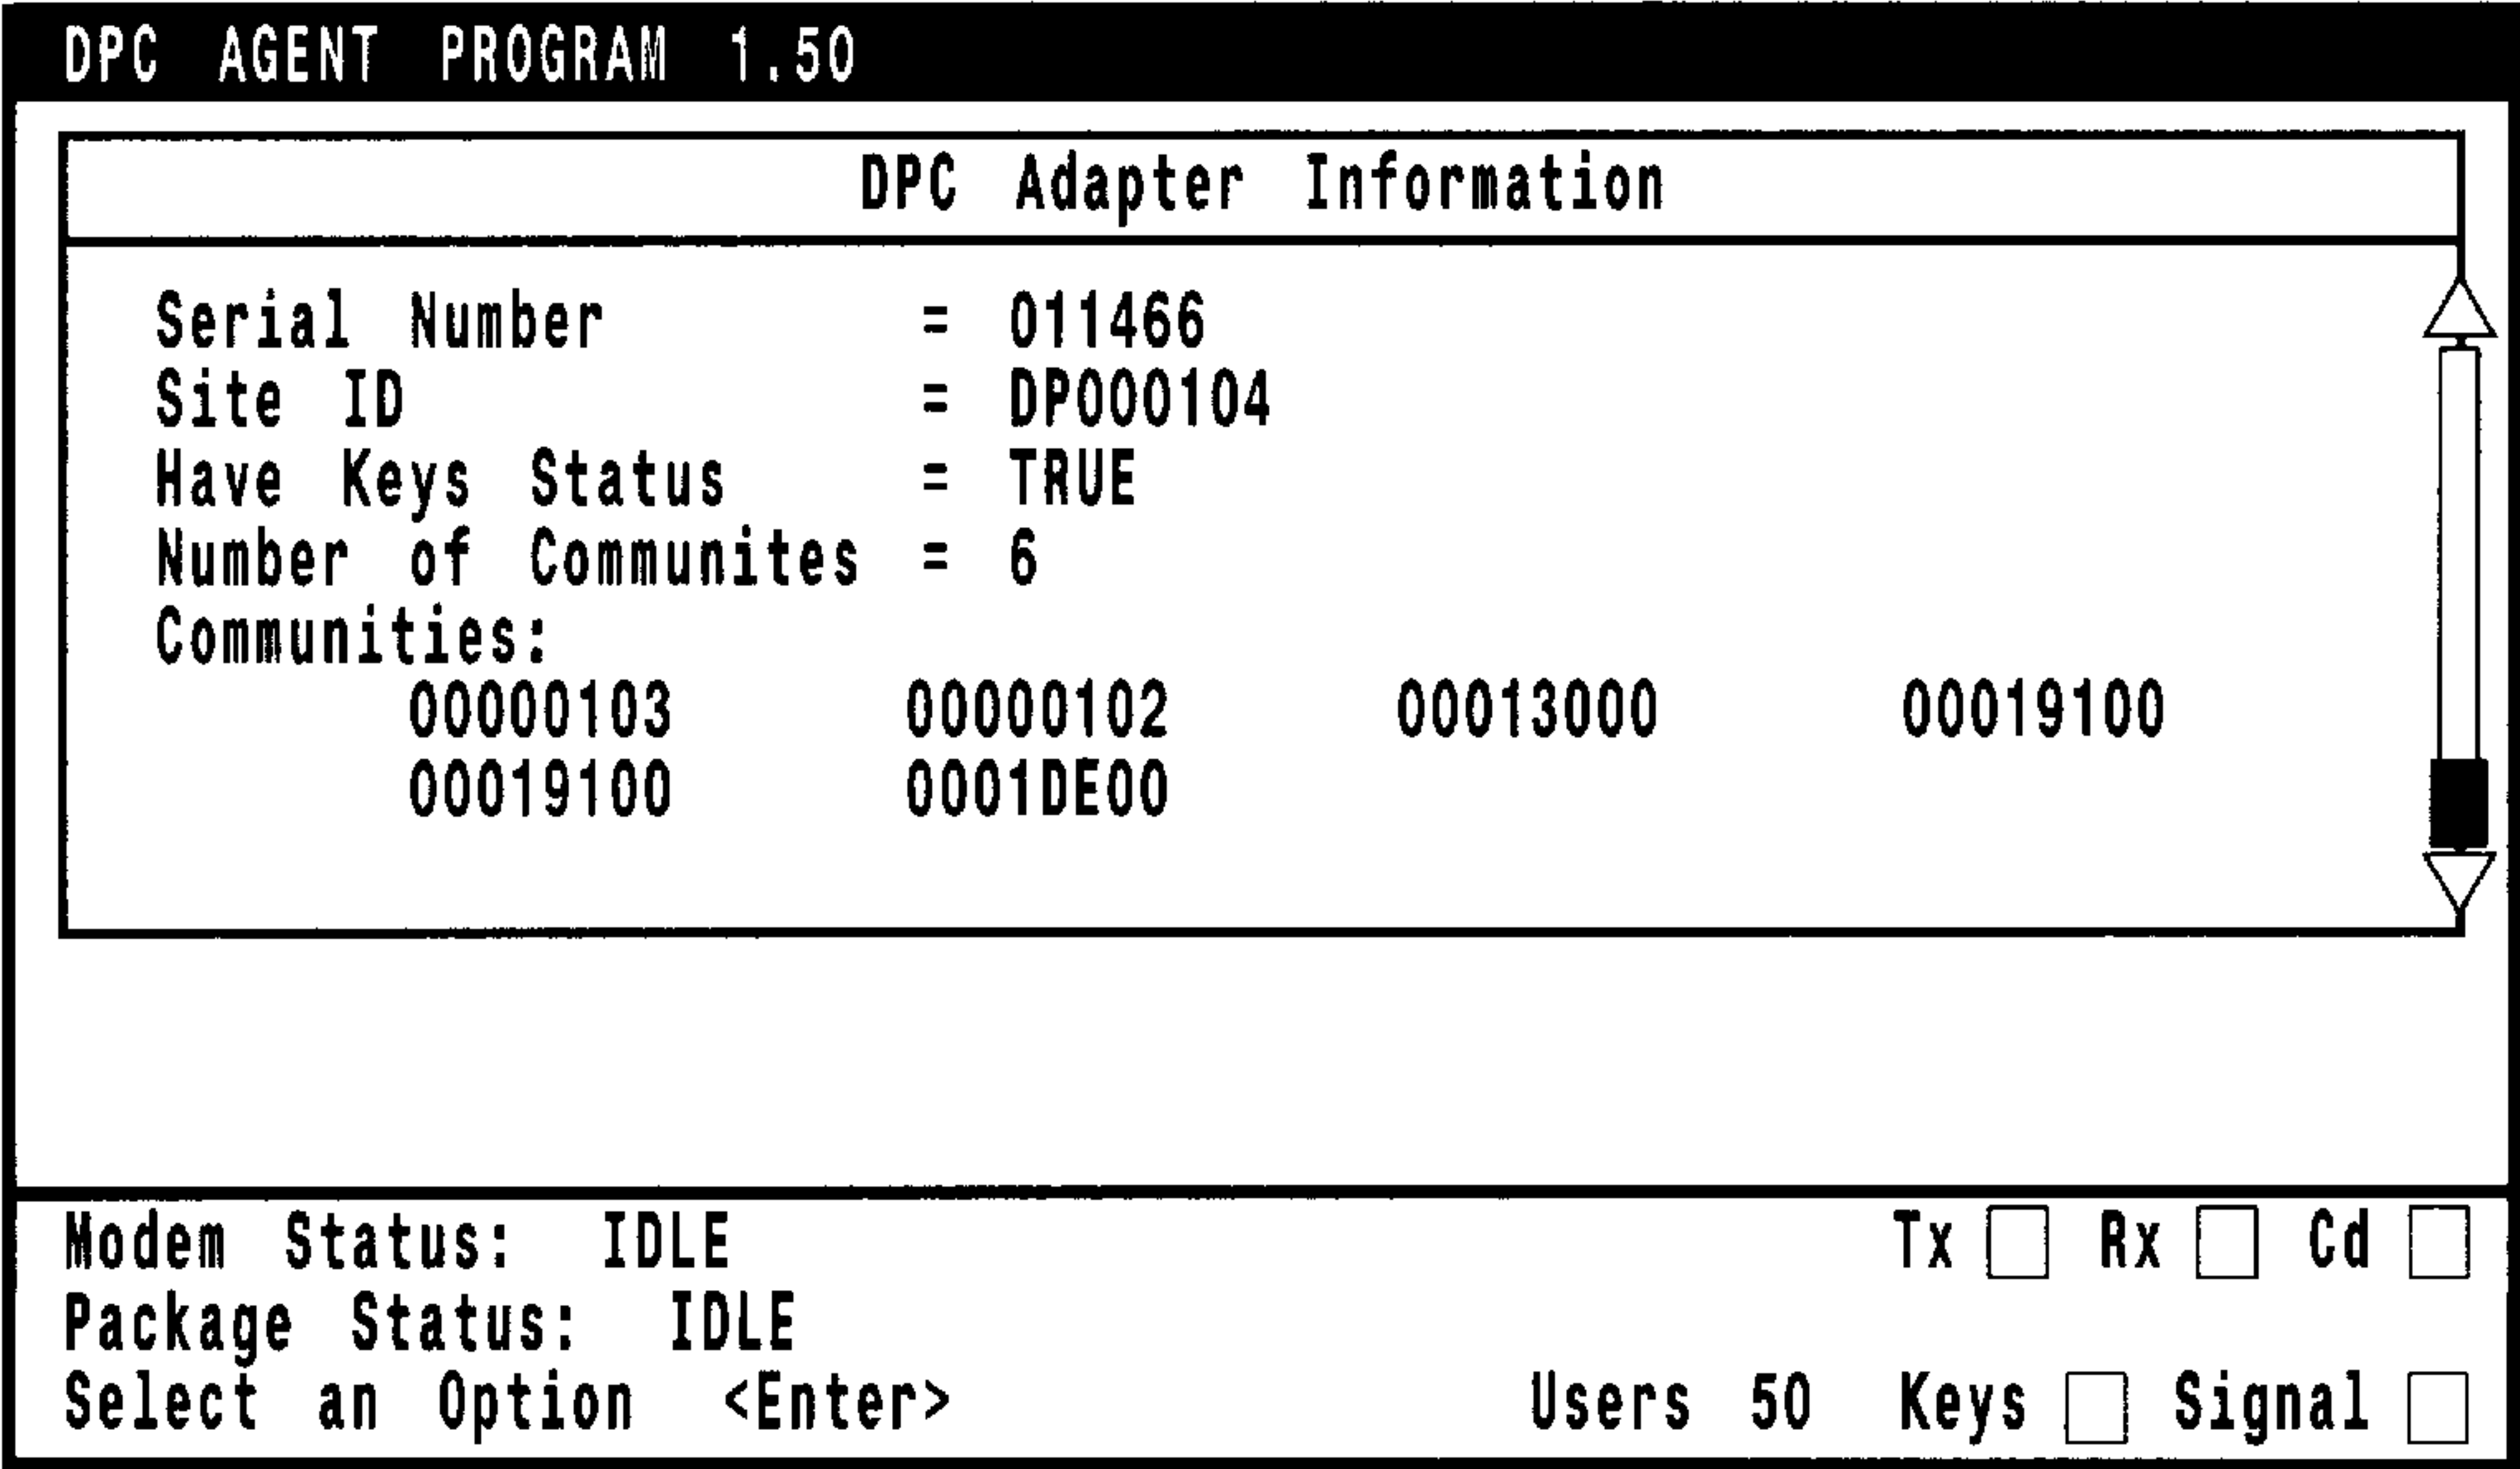 DPC AGENT PROGRAM 1.50
DPC Adapter Information
Serial Number = 011466
Site ID = DP000104
Have Keys Status = TRUE
Number of Communites = 6
Communities:
00000103 00000102 00013000 00019100
00019100 0001DE00
Modem Status: IDLE Tx Rx Cd
Package Status: IDLE
Select an Option <Enter> Users 50 Keys Signal